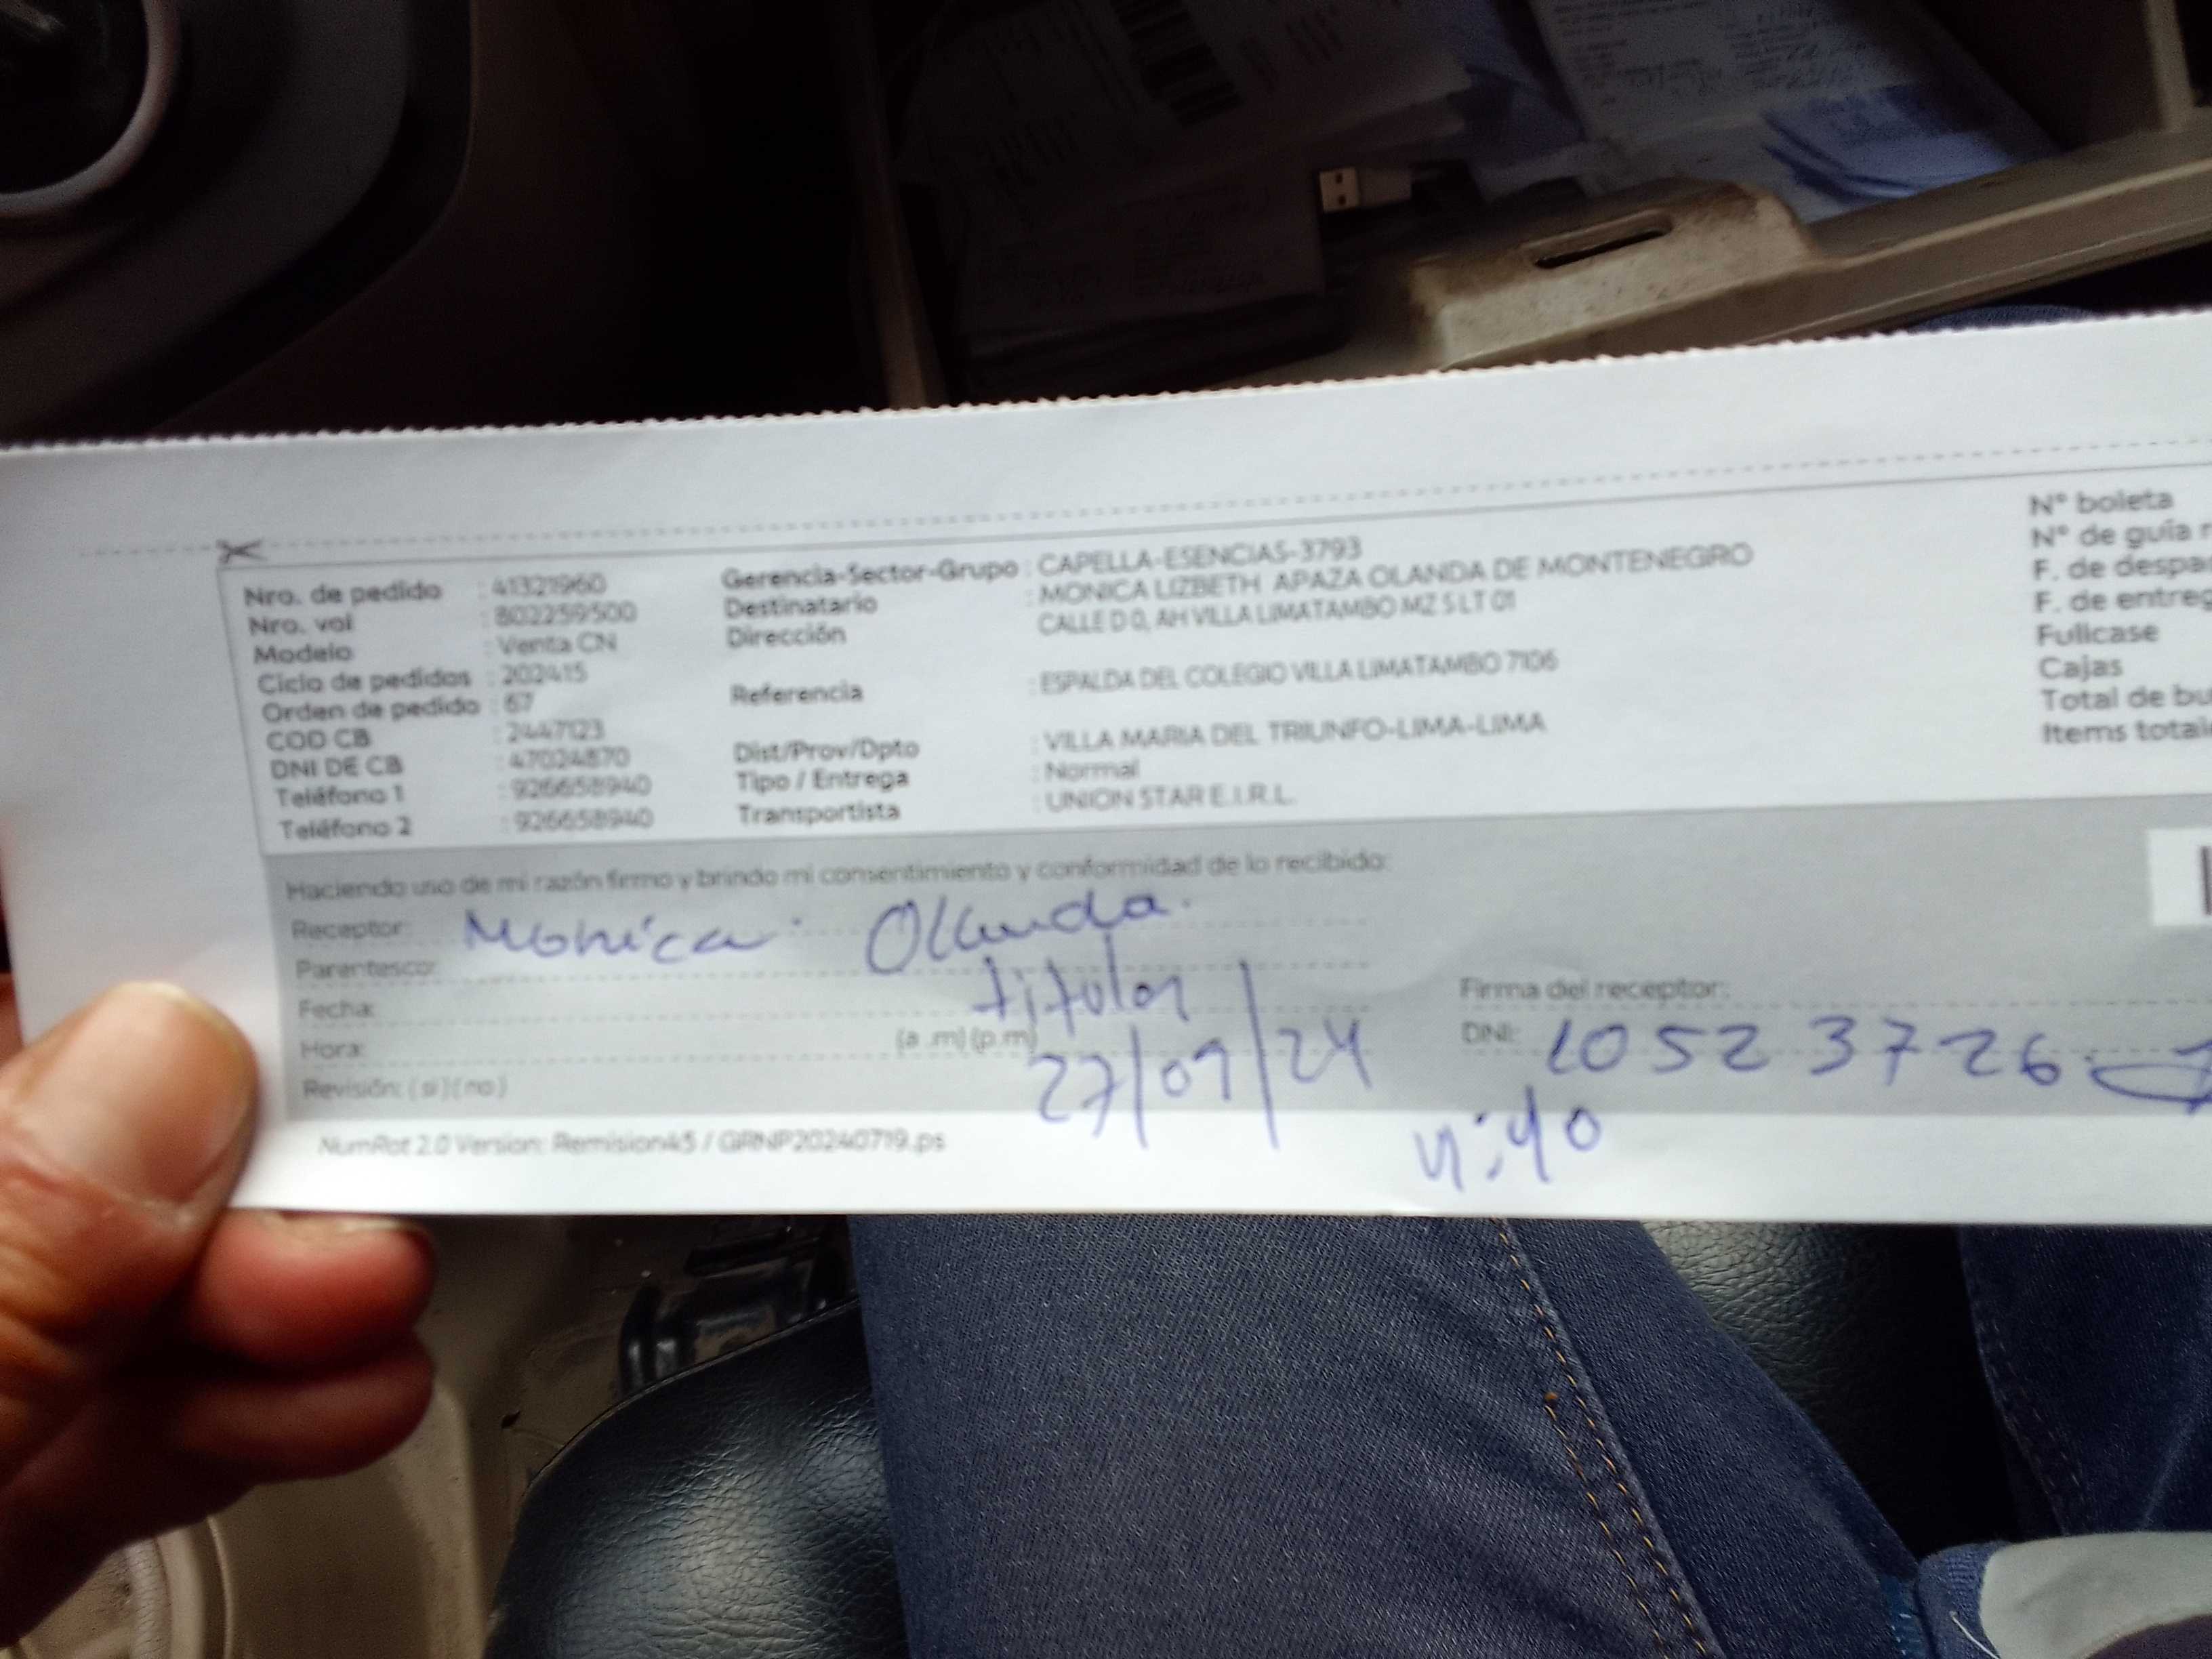 Nro. de pedido : 41321960
Nro. vol : 802259500
Modelo : Venta CN
Ciclo de pedidos : 202415
Orden de pedido : 67
COD CB : 2447123
DNI DE CB : 47024870
Teléfono 1 : 926658940
Teléfono 2 : 926658940
Gerencia-Sector-Grupo : CAPELLA-ESENCIAS-3793
Destinatario : MONICA LIZBETH APAZA OLANDA DE MONTENEGRO
Dirección CALLE D 0, AH VILLA LIMATAMBO MZ S LT 01
Referencia : ESPALDA DEL COLEGIO VILLA LIMATAMBO 7106
Dist/Prov/Dpto : VILLA MARIA DEL TRIUNFO-LIMA-LIMA
Tipo / Entrega : Normal
Transportista : UNION STAR E.I.R.L.
N° boleta
N° de guía r
F. de despa
F. de entreg
Fullcase
Cajas
Total de bu
Items total
Haciendo uso de mi razón firmo y brindo mi consentimiento y conformidad de lo recibido:
Receptor: Monica Ollanda.
Parentesco: titular
Fecha: 27/09/24
Hora: (a .m) (p.m)
Revisión: ( si ) ( no )
Firma del receptor:
DNI: 10523726
4:40
NumRot 2.0 Version: Remision45 / GRNP20240719.ps